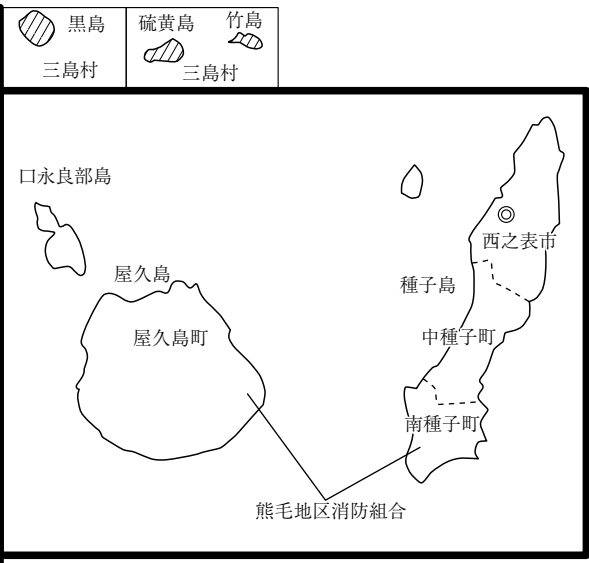 黒島
三島村
硫黄島
竹島
三島村
口永良部島
屋久島
屋久島町
西之表市
種子島
中種子町
南種子町
熊毛地区消防組合